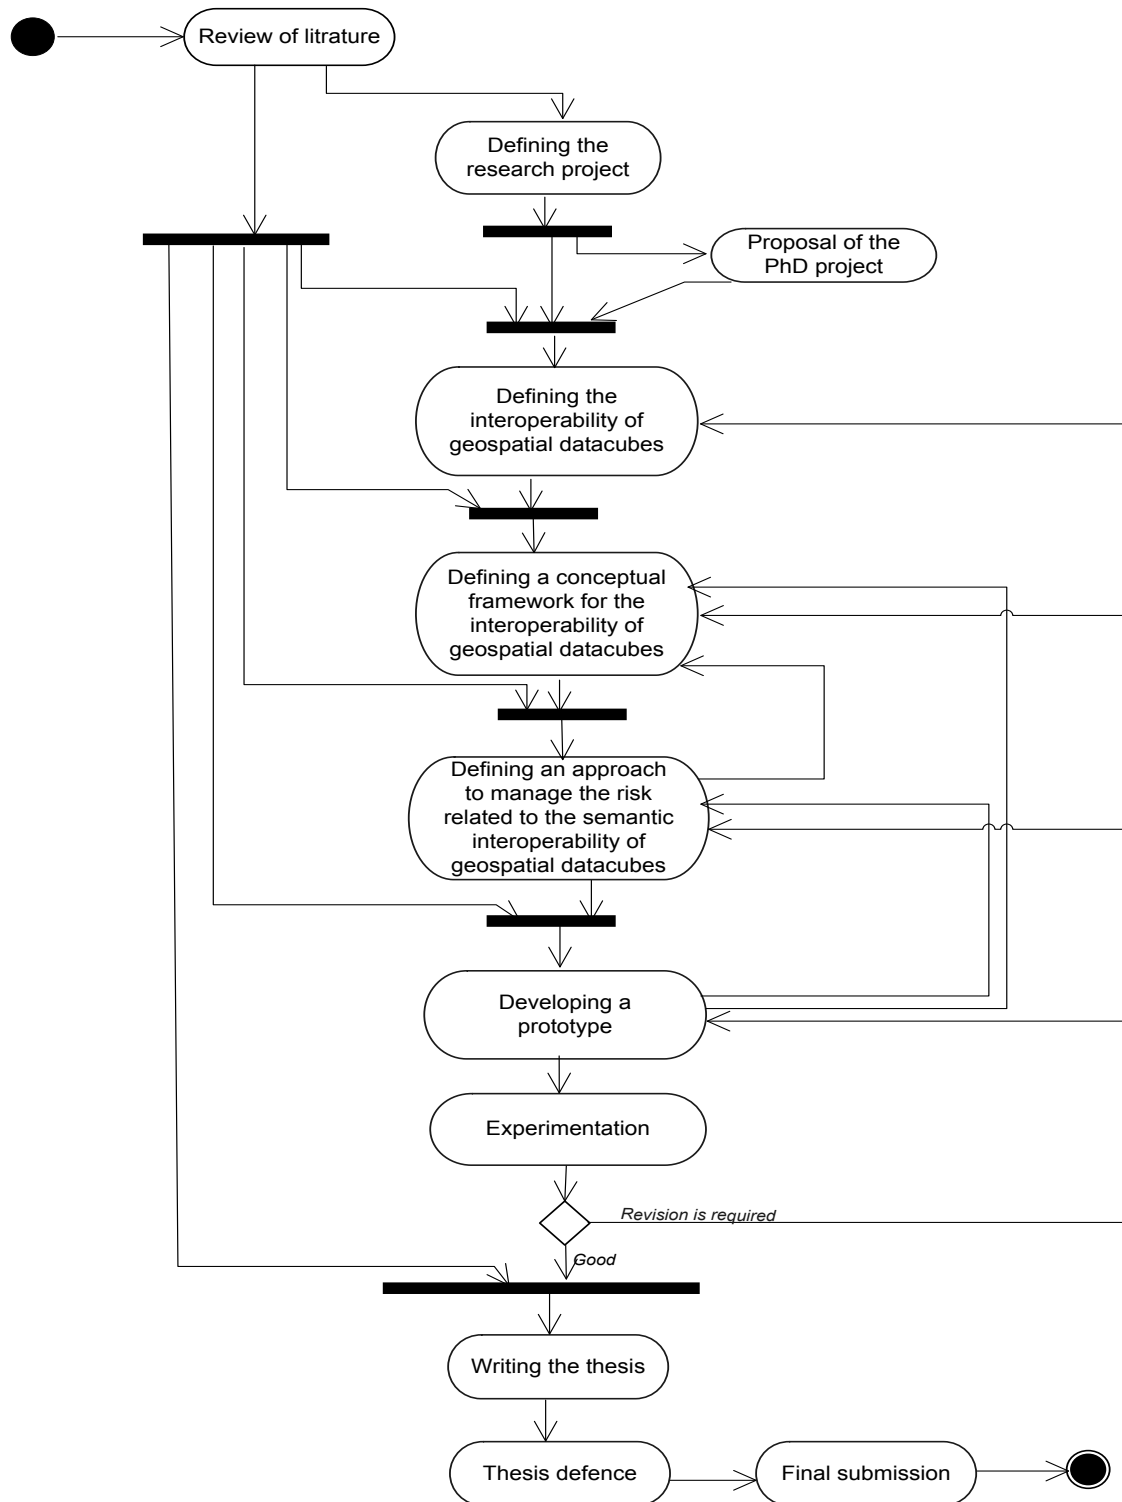 Review of litrature
Defining the
research project
Proposal of the
PhD project
Defining the
interoperability of
geospatial datacubes
Defining a conceptual
framework for the
interoperability of
geospatial datacubes
Defining an approach
to manage the risk
related to the semantic
interoperability of
geospatial datacubes
Developing a
prototype
Experimentation
Revision is required
Good
Writing the thesis
Thesis defence
Final submission